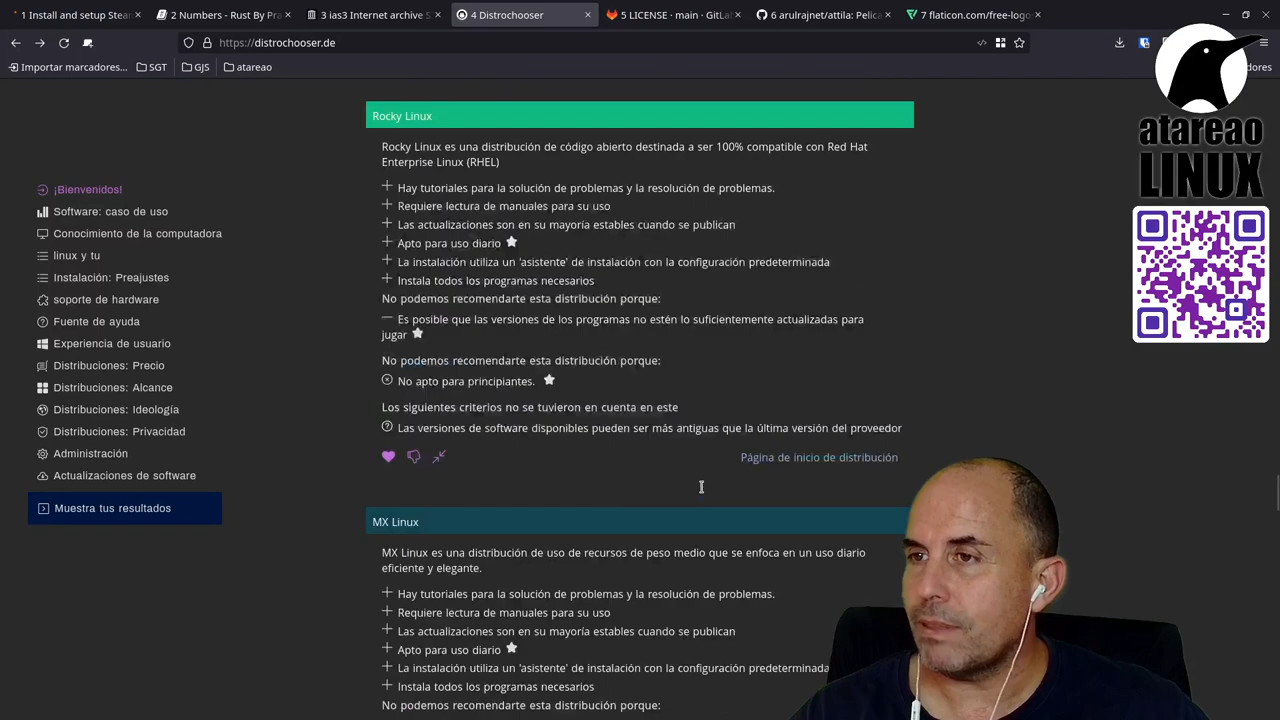 1 Install and setup Stear
2 Numbers - Rust By Pra
3 ias3 Internet archive S
4 Distrochooser
5 LICENSE · main · GitLa
6 arulrajnet/attila: Pelica
7 flaticon.com/free-logo
https://distrochooser.de
Importar marcadores...
SGT
GJS
atareao
dores
atareao
LINUX
¡Bienvenidos!
Software: caso de uso
Conocimiento de la computadora
linux y tu
Instalación: Preajustes
soporte de hardware
Fuente de ayuda
Experiencia de usuario
Distribuciones: Precio
Distribuciones: Alcance
Distribuciones: Ideología
Distribuciones: Privacidad
Administración
Actualizaciones de software
Muestra tus resultados
Rocky Linux
Rocky Linux es una distribución de código abierto destinada a ser 100% compatible con Red Hat
Enterprise Linux (RHEL)
Hay tutoriales para la solución de problemas y la resolución de problemas.
Requiere lectura de manuales para su uso
Las actualizaciones son en su mayoría estables cuando se publican
Apto para uso diario
La instalación utiliza un 'asistente' de instalación con la configuración predeterminada
Instala todos los programas necesarios
No podemos recomendarte esta distribución porque:
Es posible que las versiones de los programas no estén lo suficientemente actualizadas para
jugar
No podemos recomendarte esta distribución porque:
No apto para principiantes.
Los siguientes criterios no se tuvieron en cuenta en este
Las versiones de software disponibles pueden ser más antiguas que la última versión del proveedor
Página de inicio de distribución
MX Linux
MX Linux es una distribución de uso de recursos de peso medio que se enfoca en un uso diario
eficiente y elegante.
Hay tutoriales para la solución de problemas y la resolución de problemas.
Requiere lectura de manuales para su uso
Las actualizaciones son en su mayoría estables cuando se publican
Apto para uso diario
La instalación utiliza un 'asistente' de instalación con la configuración predeterminada
Instala todos los programas necesarios
No podemos recomendarte esta distribución porque: